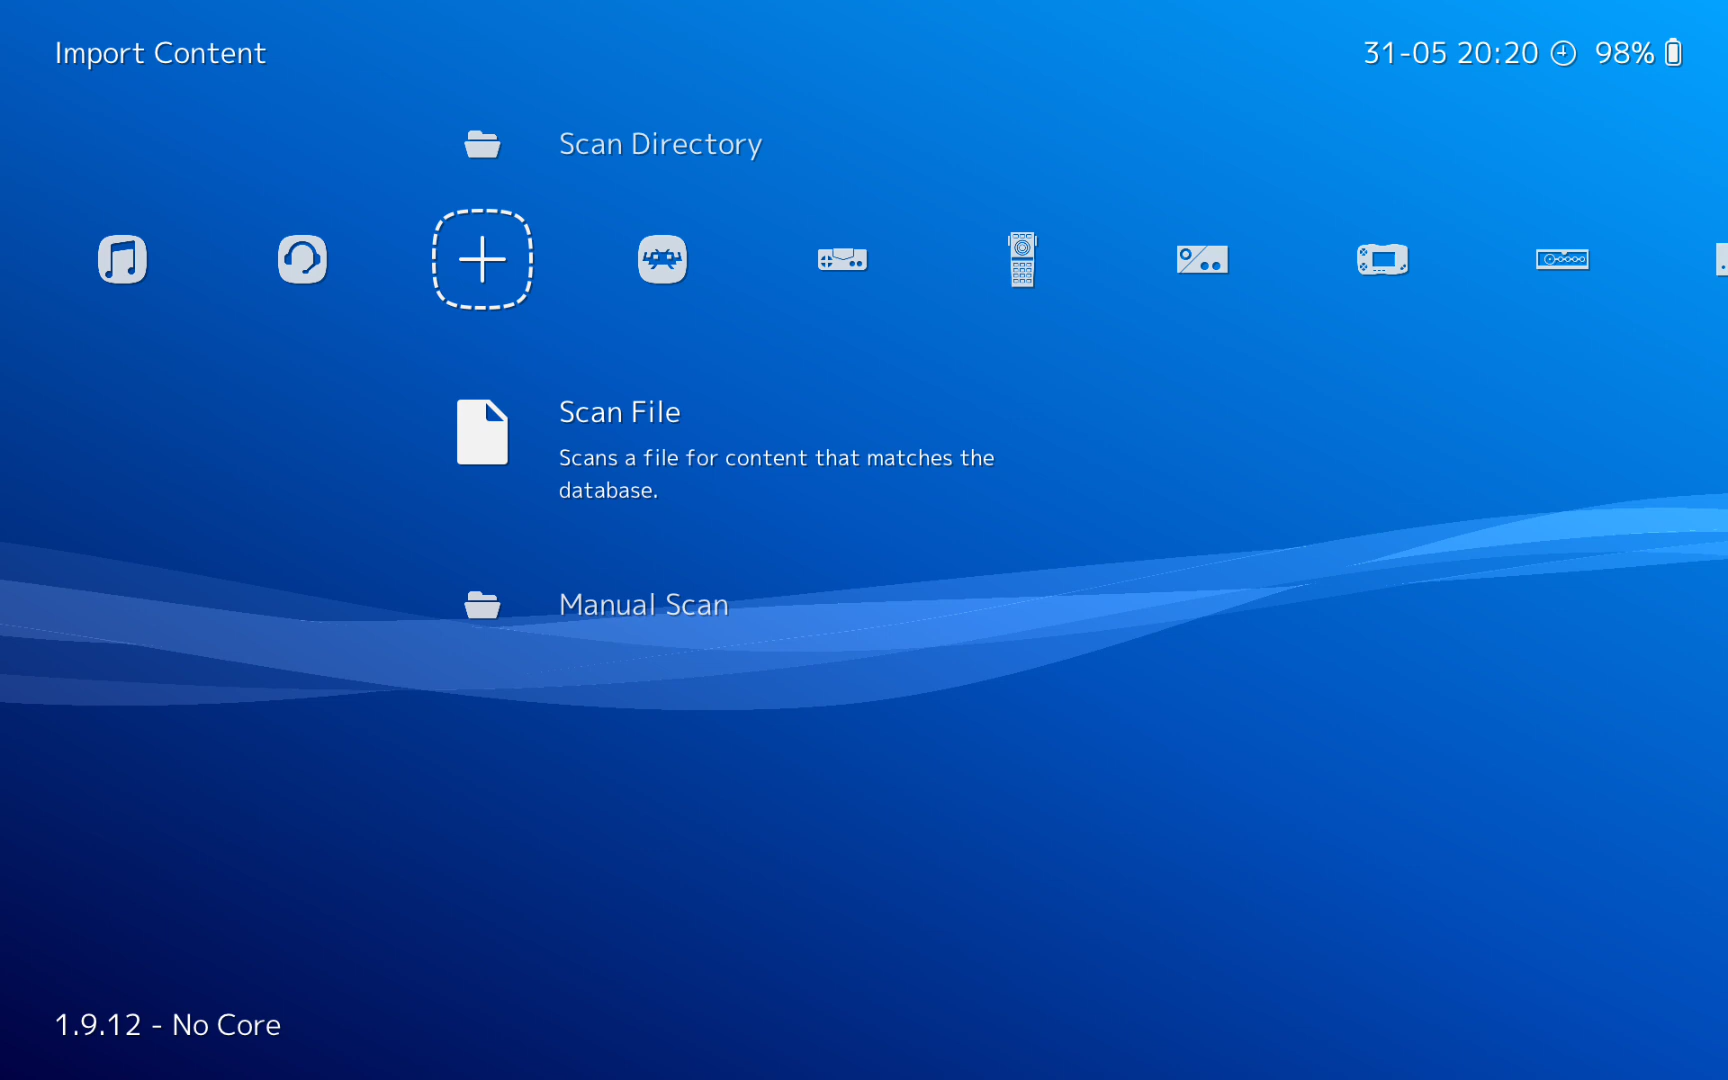 Import Content
31-05 20:20 98%
Scan Directory
Scan File
Scans a file for content that matches the
database.
Manual Scan
1.9.12 - No Core